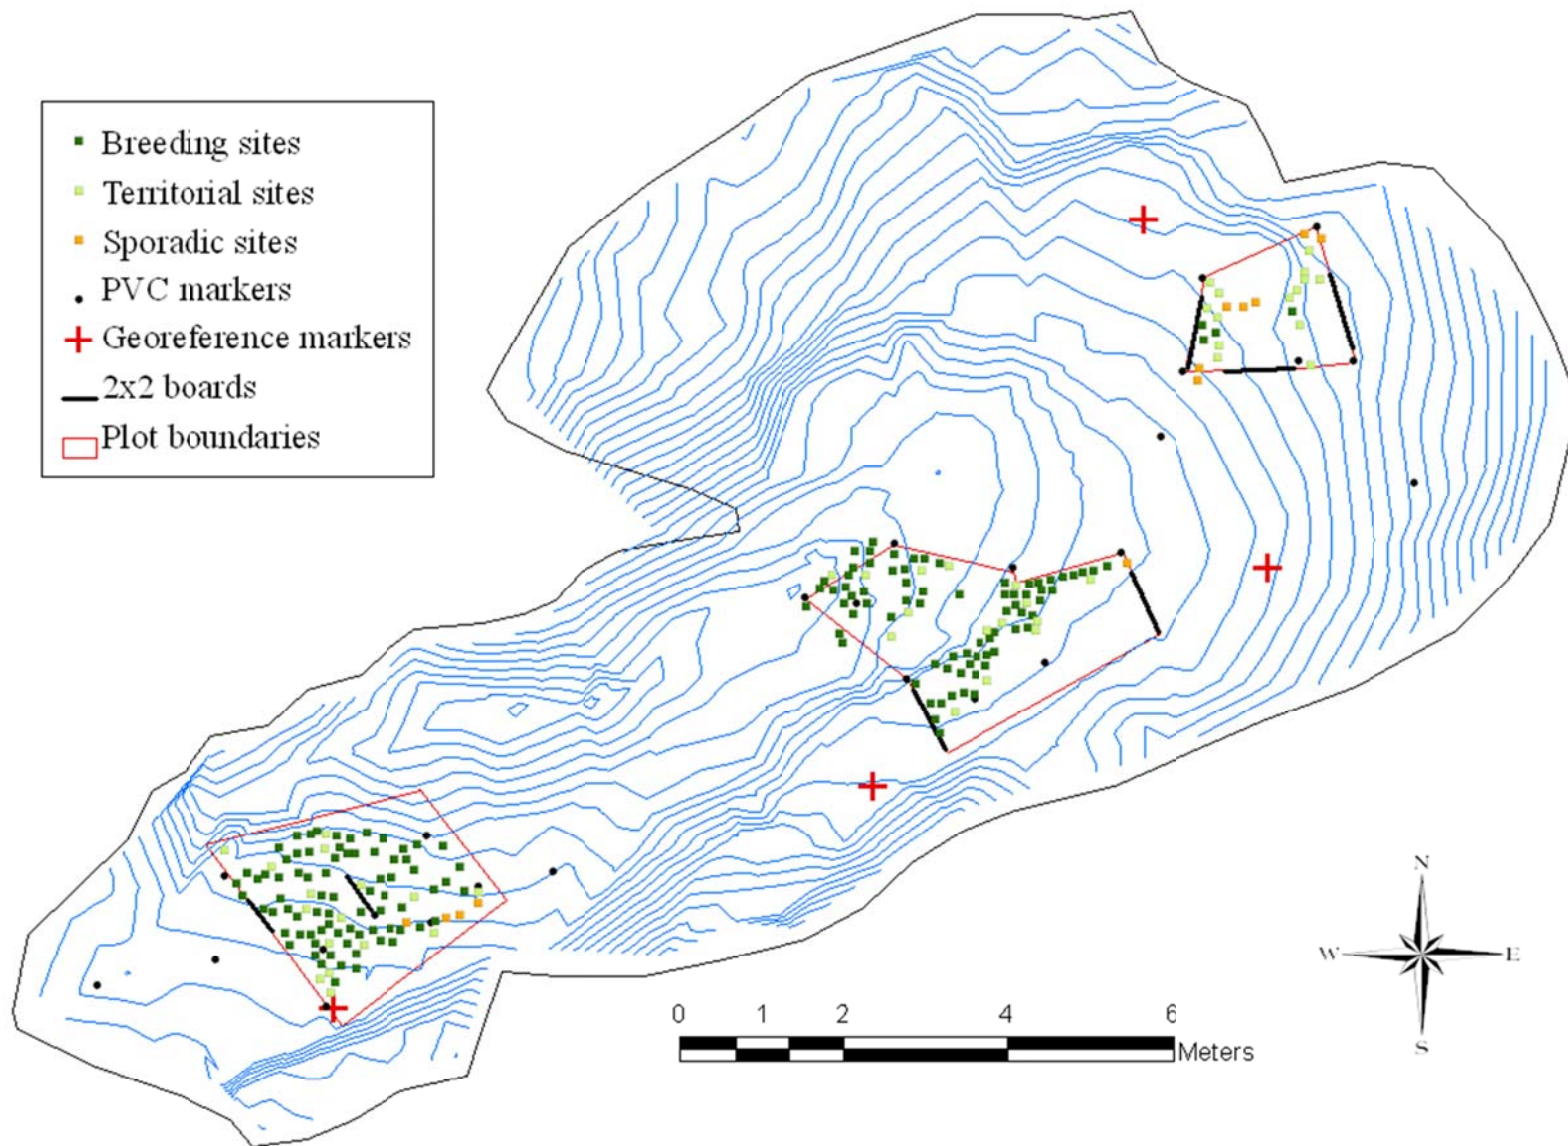 Breeding sites
Territorial sites
Sporadic sites
PVC markers
Georeference markers
2x2 boards
Plot boundaries
N
W E
S
0 1 2 4 6
Meters